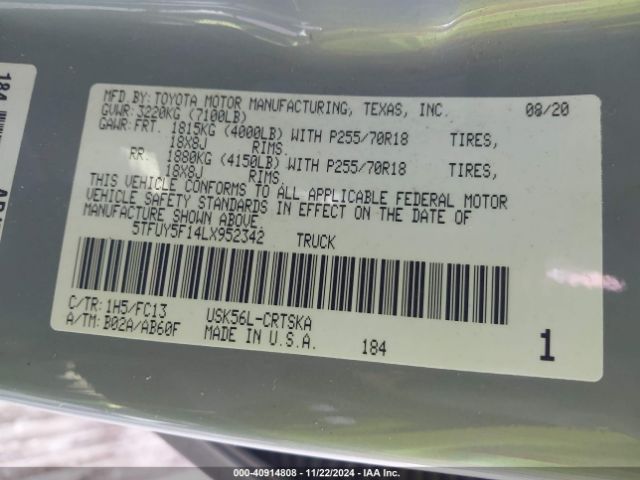 MFD.BY:TOYOTA MOTOR MANUFACTURING, TEXAS, INC. 08/20
GVWR:3220KG (7100LB)
GAWR:FRT. 1815KG (4000LB) WITH P255/70R18 TIRES,
18X8J RIMS.
RR. 1880KG (4150LB) WITH P255/70R18 TIRES,
18X8J RIMS.
THIS VEHICLE CONFORMS TO ALL APPLICABLE FEDERAL MOTOR
VEHICLE SAFETY STANDARDS IN EFFECT ON THE DATE OF
MANUFACTURE SHOWN ABOVE.
5TFUY5F14LX952342 TRUCK
C/TR:1H5/FC13 USK56L-CRTSKA
A/TM:B02A/AB60F MADE IN U.S.A. 184 1
184
000-40914808 - 11/22/2024 - IAA Inc.